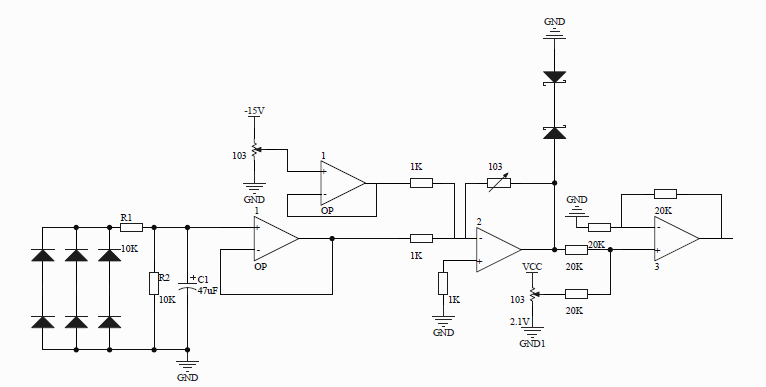 GND
-15V
103
1
1K
103
GND
GND
20K
R1
1
OP
2
10K
OP
1K
20K
20K
3
R2
C1
47uF
VCC
103
1K
10K
20K
2.1V
GND
GND1
GND